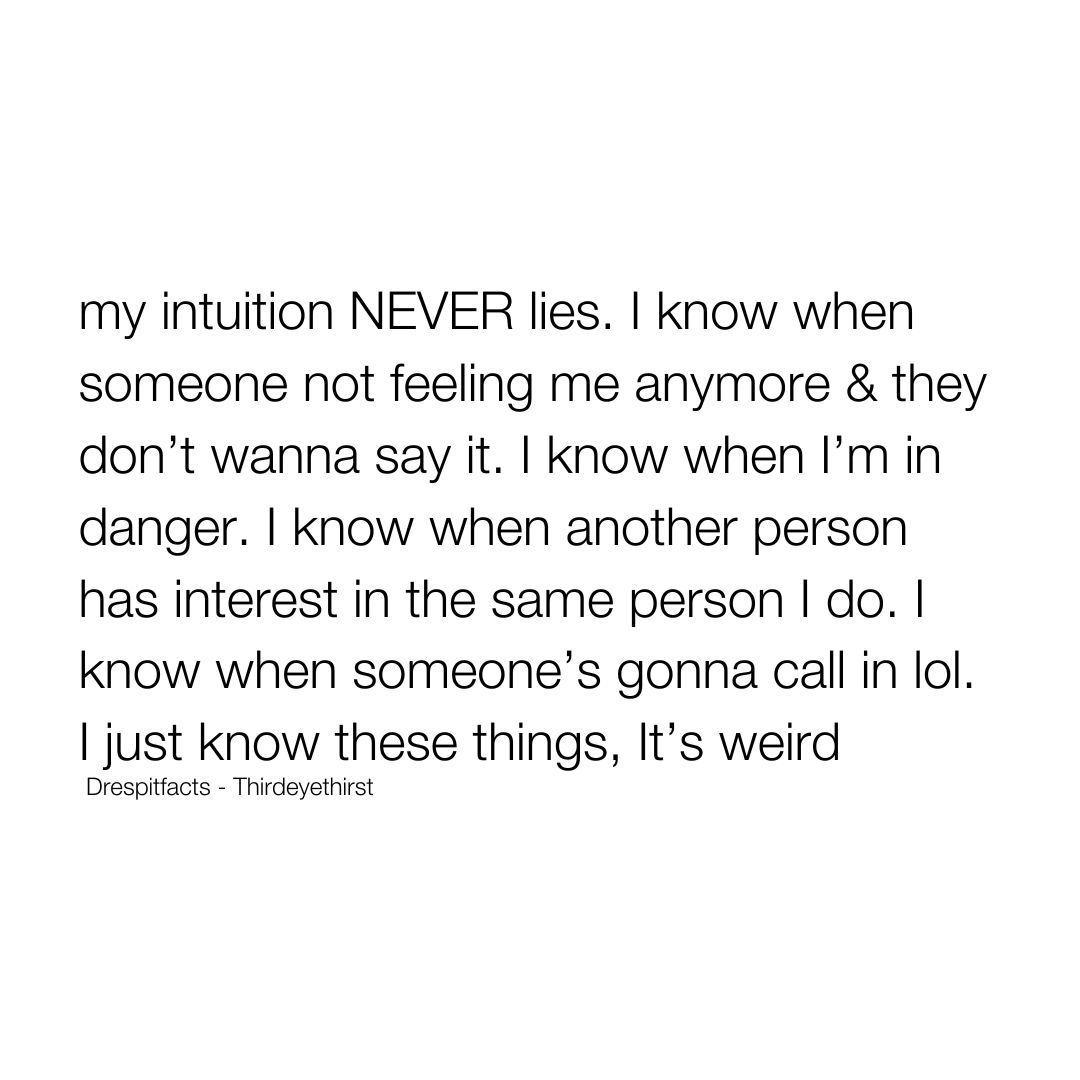 my intuition NEVER lies. I know when
someone not feeling me anymore & they
don’t wanna say it. I know when I’m in
danger. I know when another person
has interest in the same person I do. I
know when someone’s gonna call in lol.
I just know these things, It’s weird
Drespitfacts - Thirdeyethirst